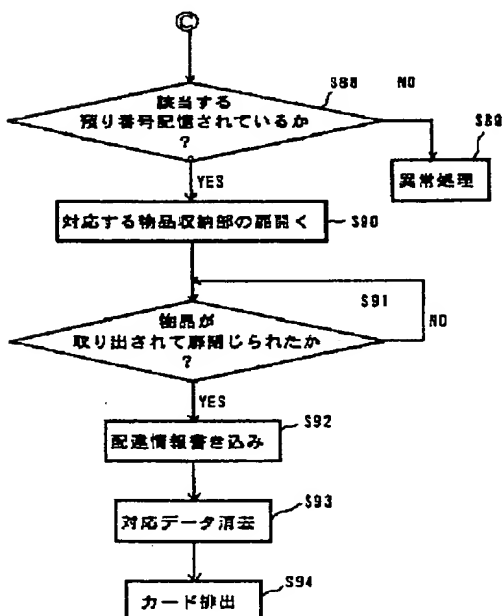 C
S88
NO
該当する
預り番号記憶されているか
?
S89
異常処理
YES
対応する物品収納部の扉開く
S90
S91
NO
物品が
取り出されて扉閉じられたか
?
YES
S92
配達情報書き込み
S93
対応データ消去
S94
カード排出